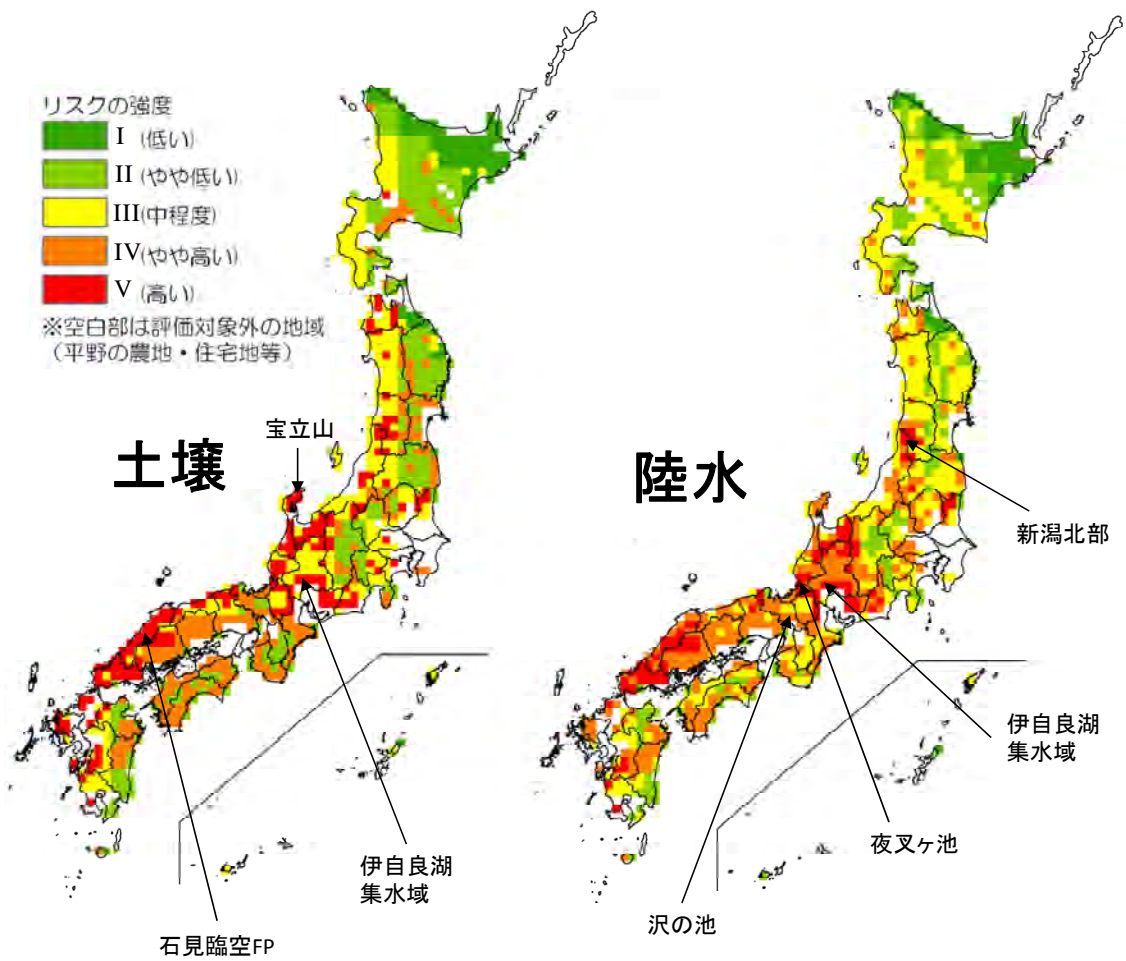 リスクの強度
I (低い)
II (やや低い)
III(中程度)
IV(やや高い)
V (高い)
※空白部は評価対象外の地域
（平野の農地・住宅地等）
土壌
宝立山
伊自良湖
集水域
石見臨空FP
陸水
新潟北部
伊自良湖
集水域
夜叉ヶ池
沢の池